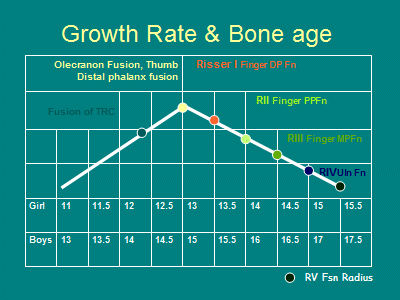 Growth Rate & Bone age
Olecranon Fusion, Thumb
Distal phalanx fusion
Risser I Finger DP Fn
RII Finger PPFn
Fusion of TRC
RIII Finger MPFn
RIVUln Fn
Girl 11 11.5 12 12.5 13 13.5 14 14.5 15 15.5
Boys 13 13.5 14 14.5 15 15.5 16 16.5 17 17.5
RV Fsn Radius